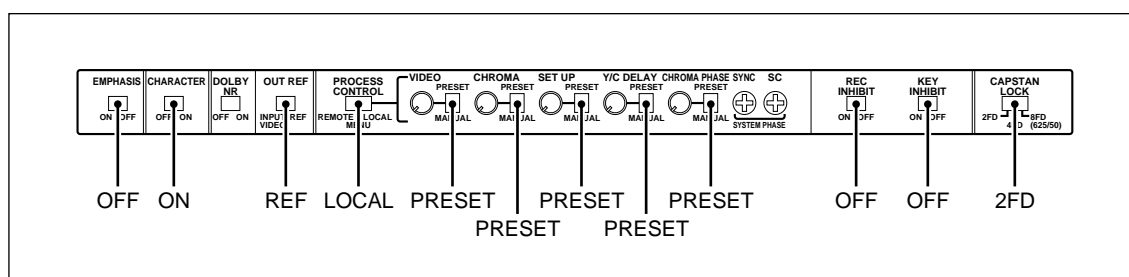 EMPHASIS CHARACTER DOLBY NR OUT REF PROCESS CONTROL VIDEO CHROMA SET UP Y/C DELAY CHROMA PHASE SYNC SC REC INHIBIT KEY INHIBIT CAPSTAN LOCK
PRESET PRESET PRESET PRESET PRESET
ON OFF OFF ON OFF ON INPUT VIDEO REF REMOTE LOCAL MENU MANUAL MANUAL MANUAL MANUAL MANUAL SYSTEM PHASE ON OFF ON OFF 2FD 4FD 8FD (625/50)
OFF ON REF LOCAL PRESET PRESET PRESET OFF OFF 2FD
PRESET PRESET